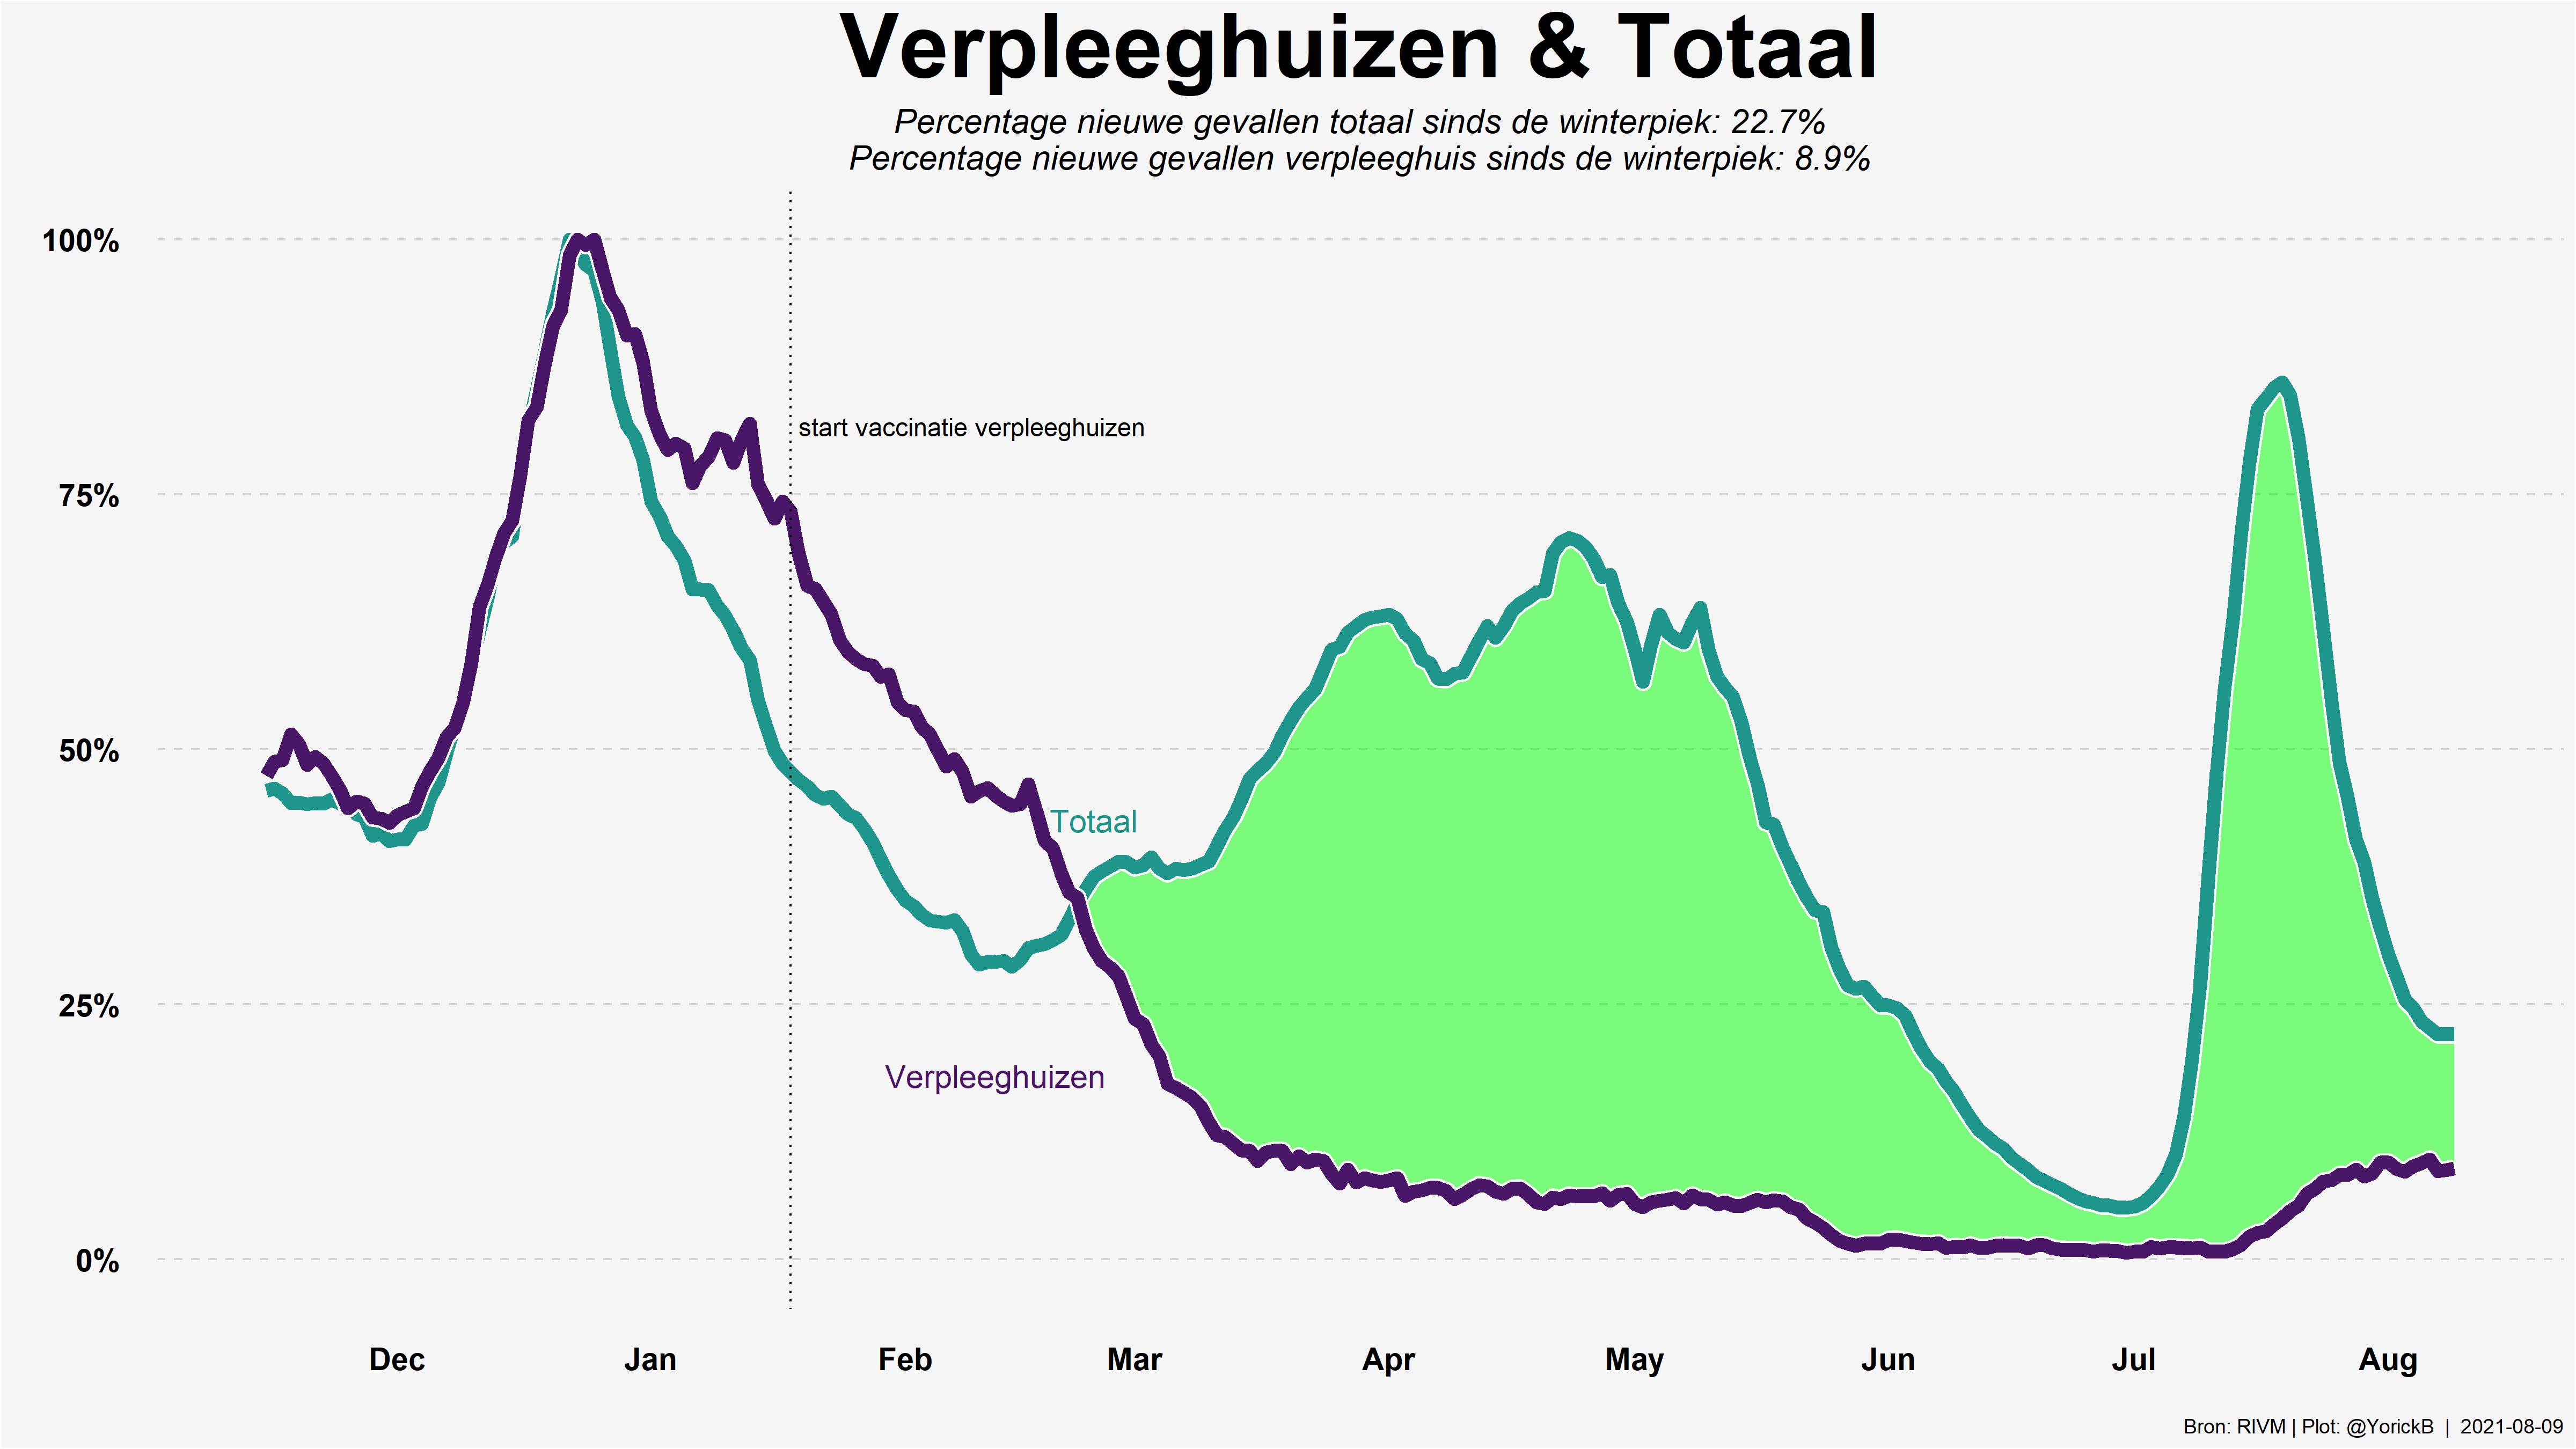 Verpleeghuizen & Totaal
Percentage nieuwe gevallen totaal sinds de winterpiek: 22.7%
Percentage nieuwe gevallen verpleeghuis sinds de winterpiek: 8.9%
100%
start vaccinatie verpleeghuizen
75%
50%
Totaal
Verpleeghuizen
25%
0%
Dec Jan Feb Mar Apr May Jun Jul Aug
Bron: RIVM | Plot: @YorickB | 2021-08-09